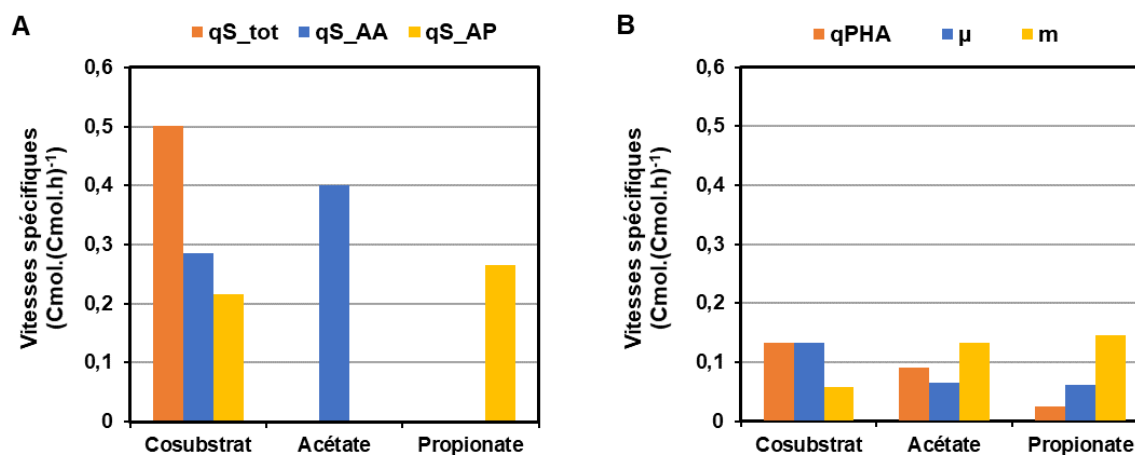 A
qS_tot qS_AA qS_AP
Vitesses spécifiques
(Cmol.(Cmol.h)-1)
0,6
0,5
0,4
0,3
0,2
0,1
0
Cosubstrat Acétate Propionate
B
qPHA µ m
Vitesses spécifiques
(Cmol.(Cmol.h)-1)
0,6
0,5
0,4
0,3
0,2
0,1
0
Cosubstrat Acétate Propionate